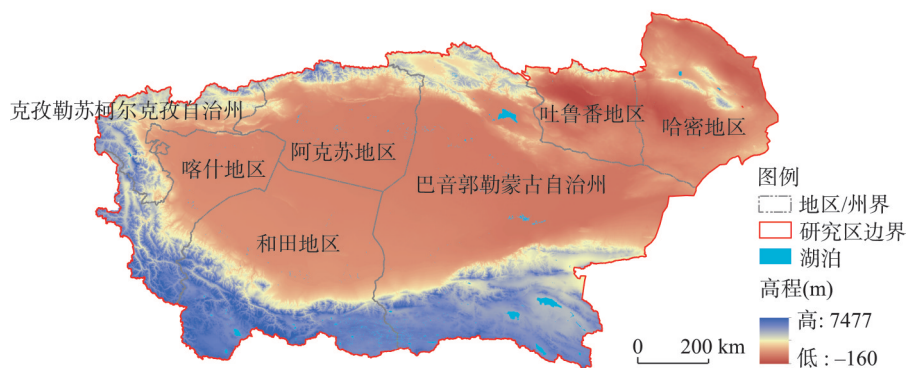 克孜勒苏柯尔克孜自治州
吐鲁番地区
哈密地区
喀什地区
阿克苏地区
巴音郭勒蒙古自治州
和田地区
图例
地区/州界
研究区边界
湖泊
高程(m)
高: 7477
低 : –160
0 200 km